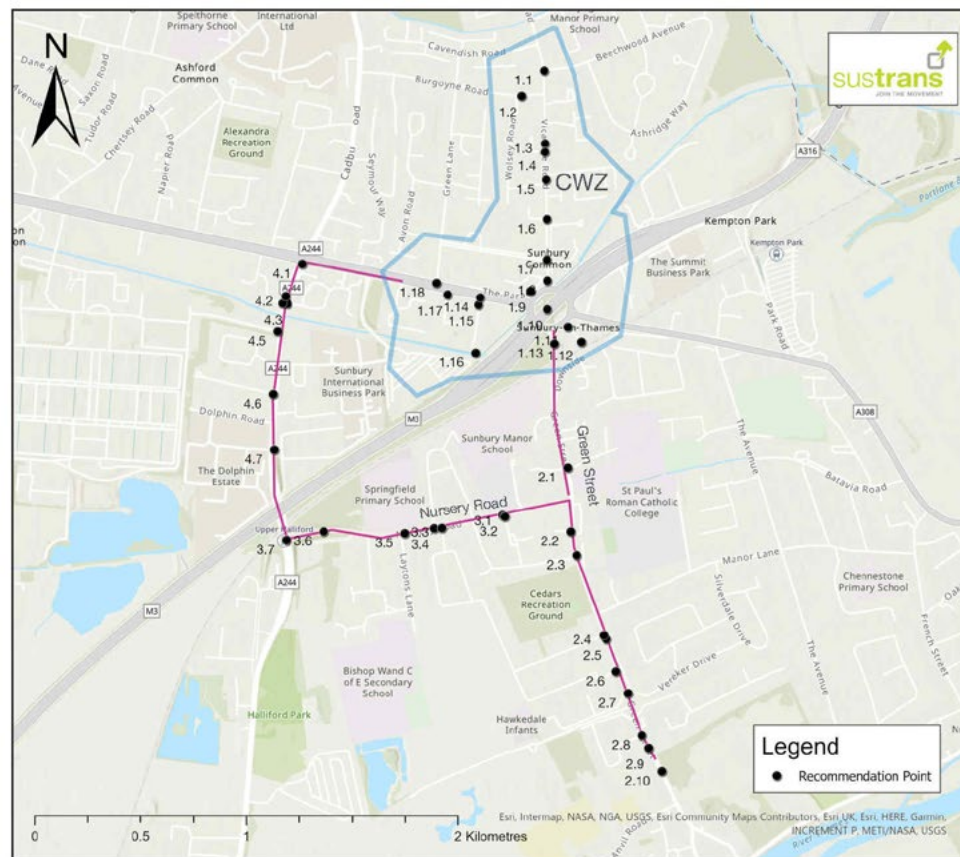 N
Spelthorne
Primary School
International
Ltd
Manor Primary
School
sustrans
JOIN THE MOVEMENT
Cavendish Road
Beechwood Avenue
Dane Road
Saxon Road
Tudor Road
Chertsey Road
Napier Road
Ashford
Common
Burgoyne Road
Ashridge Way
Alexandra
Recreation
Ground
Seymour Way
Green Lane
Avon Road
Wolsey Road
1.1
1.2
1.3
1.4
1.5
CWZ
1.6
1.7
A316
Kempton Park
Kempton Park
Sunbury
Common
The Summit
Business Park
Park Road
A244
4.1
A244
4.2
4.3
4.5
A244
4.6
4.7
1.18
1.17
1.14
1.15
1.9
1.10
1.13
1.12
1.16
Sunbury-on-Thames
Sunbury
International
Business Park
Dolphin Road
M3
A308
The Dolphin
Estate
Sunbury Manor
School
Green Street
2.1
Springfield
Primary School
St Paul's
Roman Catholic
College
The Avenue
Batavia Road
Nursery Road
Upper Halliford
3.7
3.6
3.5
3.3
3.4
3.1
3.2
2.2
2.3
A244
M3
Manor Lane
Silverdale Drive
Chennestone
Primary School
French Street
Cedars
Recreation
Ground
2.4
2.5
2.6
2.7
Vereker Drive
The Avenue
Bishop Wand C
of E Secondary
School
Halliford Park
Hawkedale
Infants
2.8
2.9
2.10
Legend
Recommendation Point
0
0.5
1
2 Kilometres
Esri, Intermap, NASA, NGA, USGS, Esri Community Maps Contributors, Esri UK, Esri, HERE, Garmin,
INCREMENT P, METI/NASA, USGS